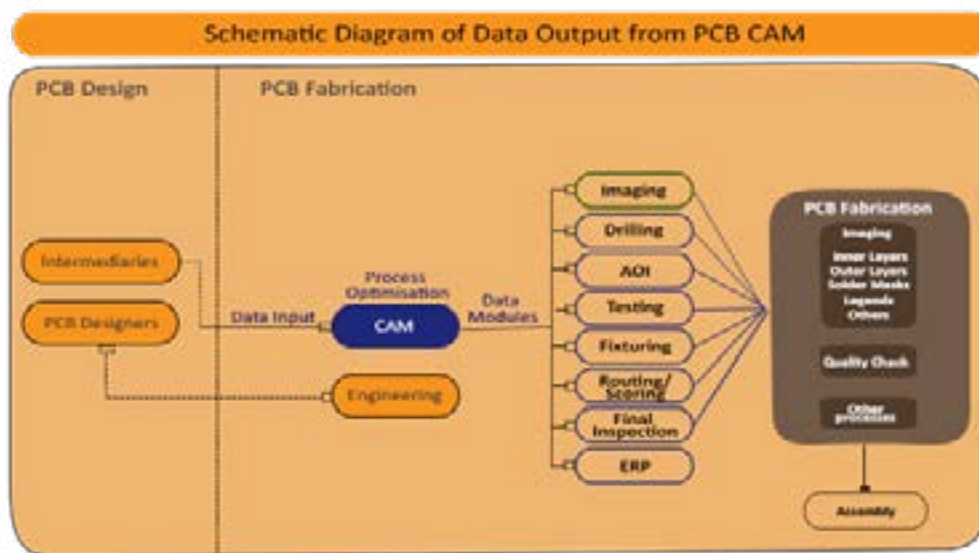 Schematic Diagram of Data Output from PCB CAM
PCB Design
PCB Fabrication
Intermediaries
PCB Designers
Data Input
Process
Optimisation
CAM
Engineering
Data
Modules
Imaging
Drilling
AOI
Testing
Fixturing
Routing/
Scoring
Final
Inspection
ERP
PCB Fabrication
Imaging
Inner Layers
Outer Layers
Solder Masks
Legends
Others
Quality Check
Other
processes
Assembly